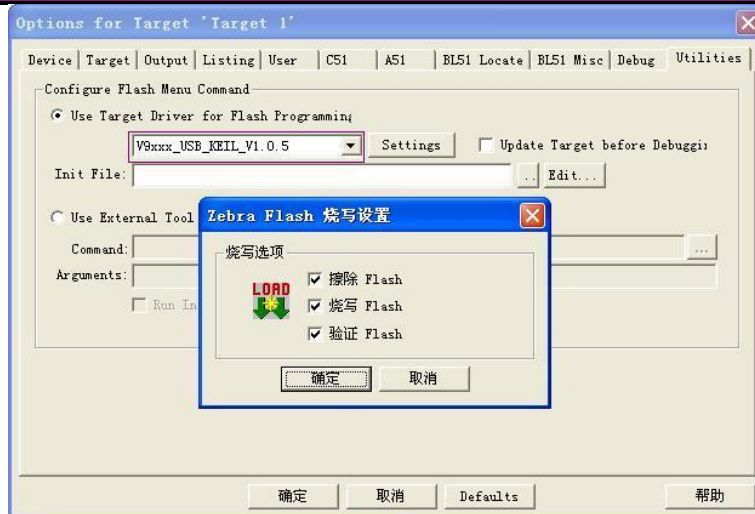 Options for Target 'Target 1'
Device Target Output Listing User C51 A51 BL51 Locate BL51 Misc Debug Utilities
Configure Flash Menu Command
Use Target Driver for Flash Programming
V9xxx_USB_KEIL_V1.0.5 Settings Update Target before Debuggi
Init File: .. Edit...
Use External Tool
Command: ...
Arguments:
Run In
Zebra Flash 烧写设置
烧写选项
LOAD
擦除 Flash
烧写 Flash
验证 Flash
确定 取消
确定 取消 Defaults 帮助